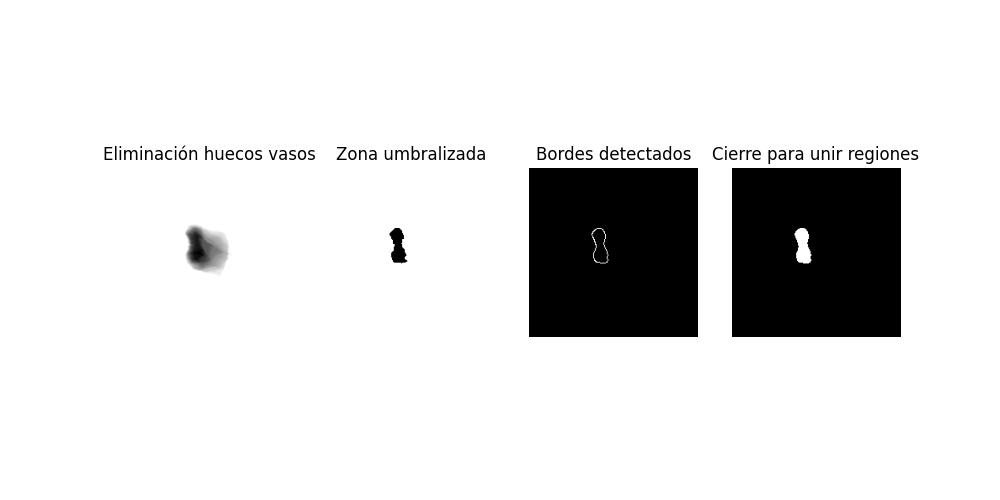 Eliminación huecos vasos
Zona umbralizada
Bordes detectados
Cierre para unir regiones